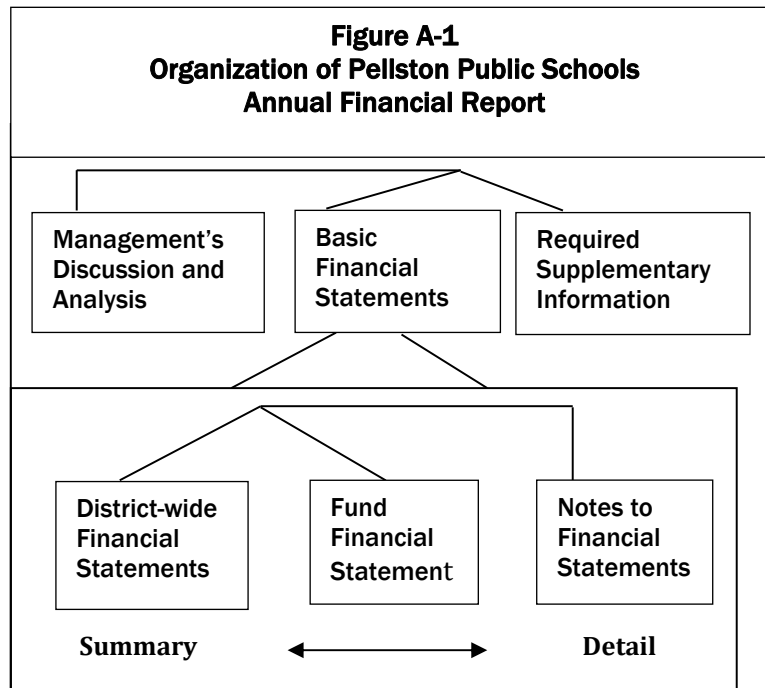 Figure A-1
Organization of Pellston Public Schools
Annual Financial Report
Management’s
Discussion and
Analysis
Basic
Financial
Statements
Required
Supplementary
Information
District-wide
Financial
Statements
Fund
Financial
Statement
Notes to
Financial
Statements
Summary
Detail